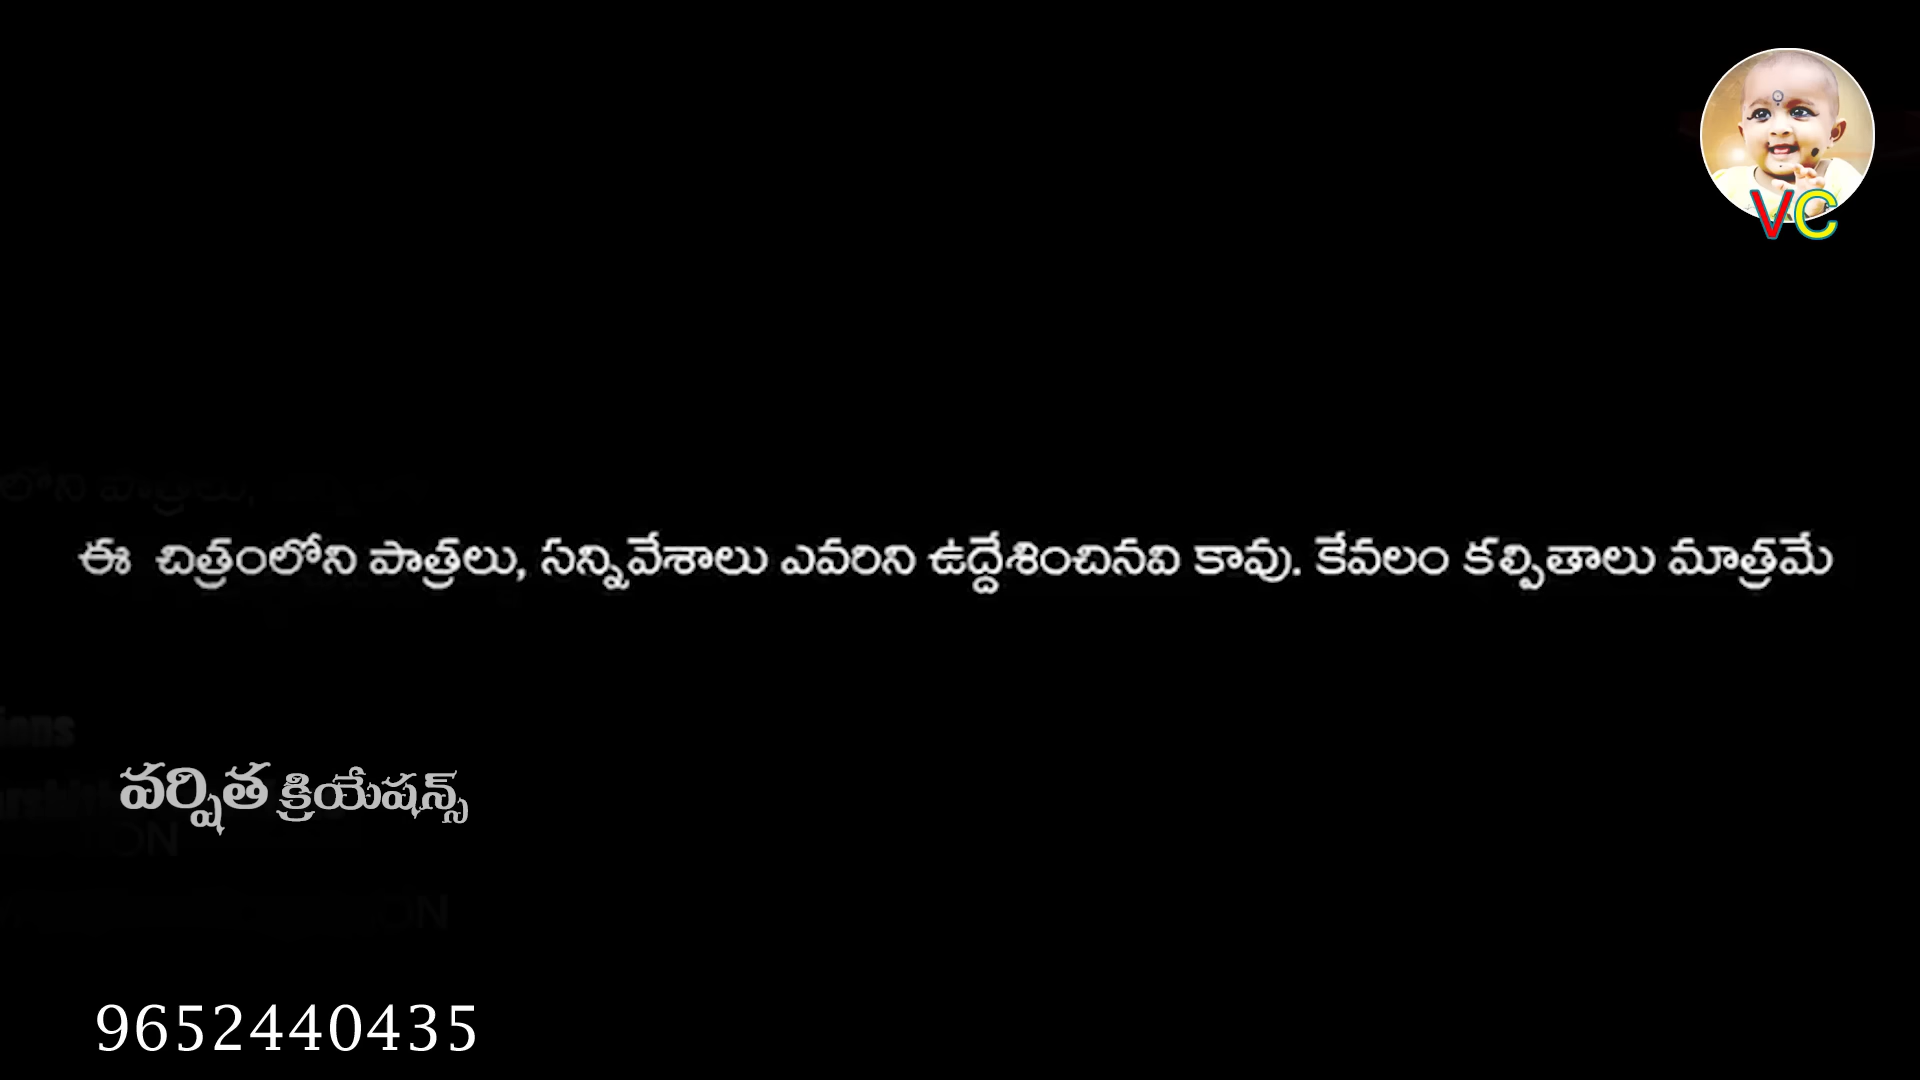 VC
ఈ చిత్రంలోని పాత్రలు, సన్నివేశాలు ఎవరిని ఉద్దేశించినవి కావు. కేవలం కల్పితాలు మాత్రమే
వర్షిత క్రియేషన్స్
9652440435